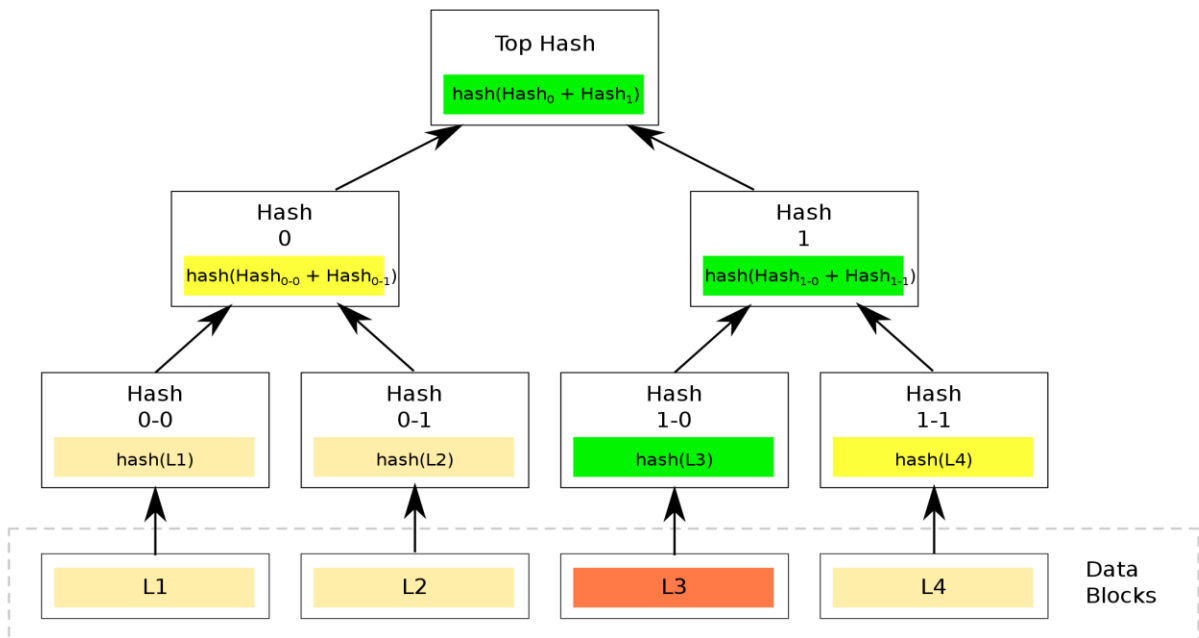 Top Hash
hash(Hash₀ + Hash₁)
Hash
0
hash(Hash₀₋₀ + Hash₀₋₁)
Hash
1
hash(Hash₁₋₀ + Hash₁₋₁)
Hash
0-0
hash(L1)
Hash
0-1
hash(L2)
Hash
1-0
hash(L3)
Hash
1-1
hash(L4)
L1
L2
L3
L4
Data
Blocks